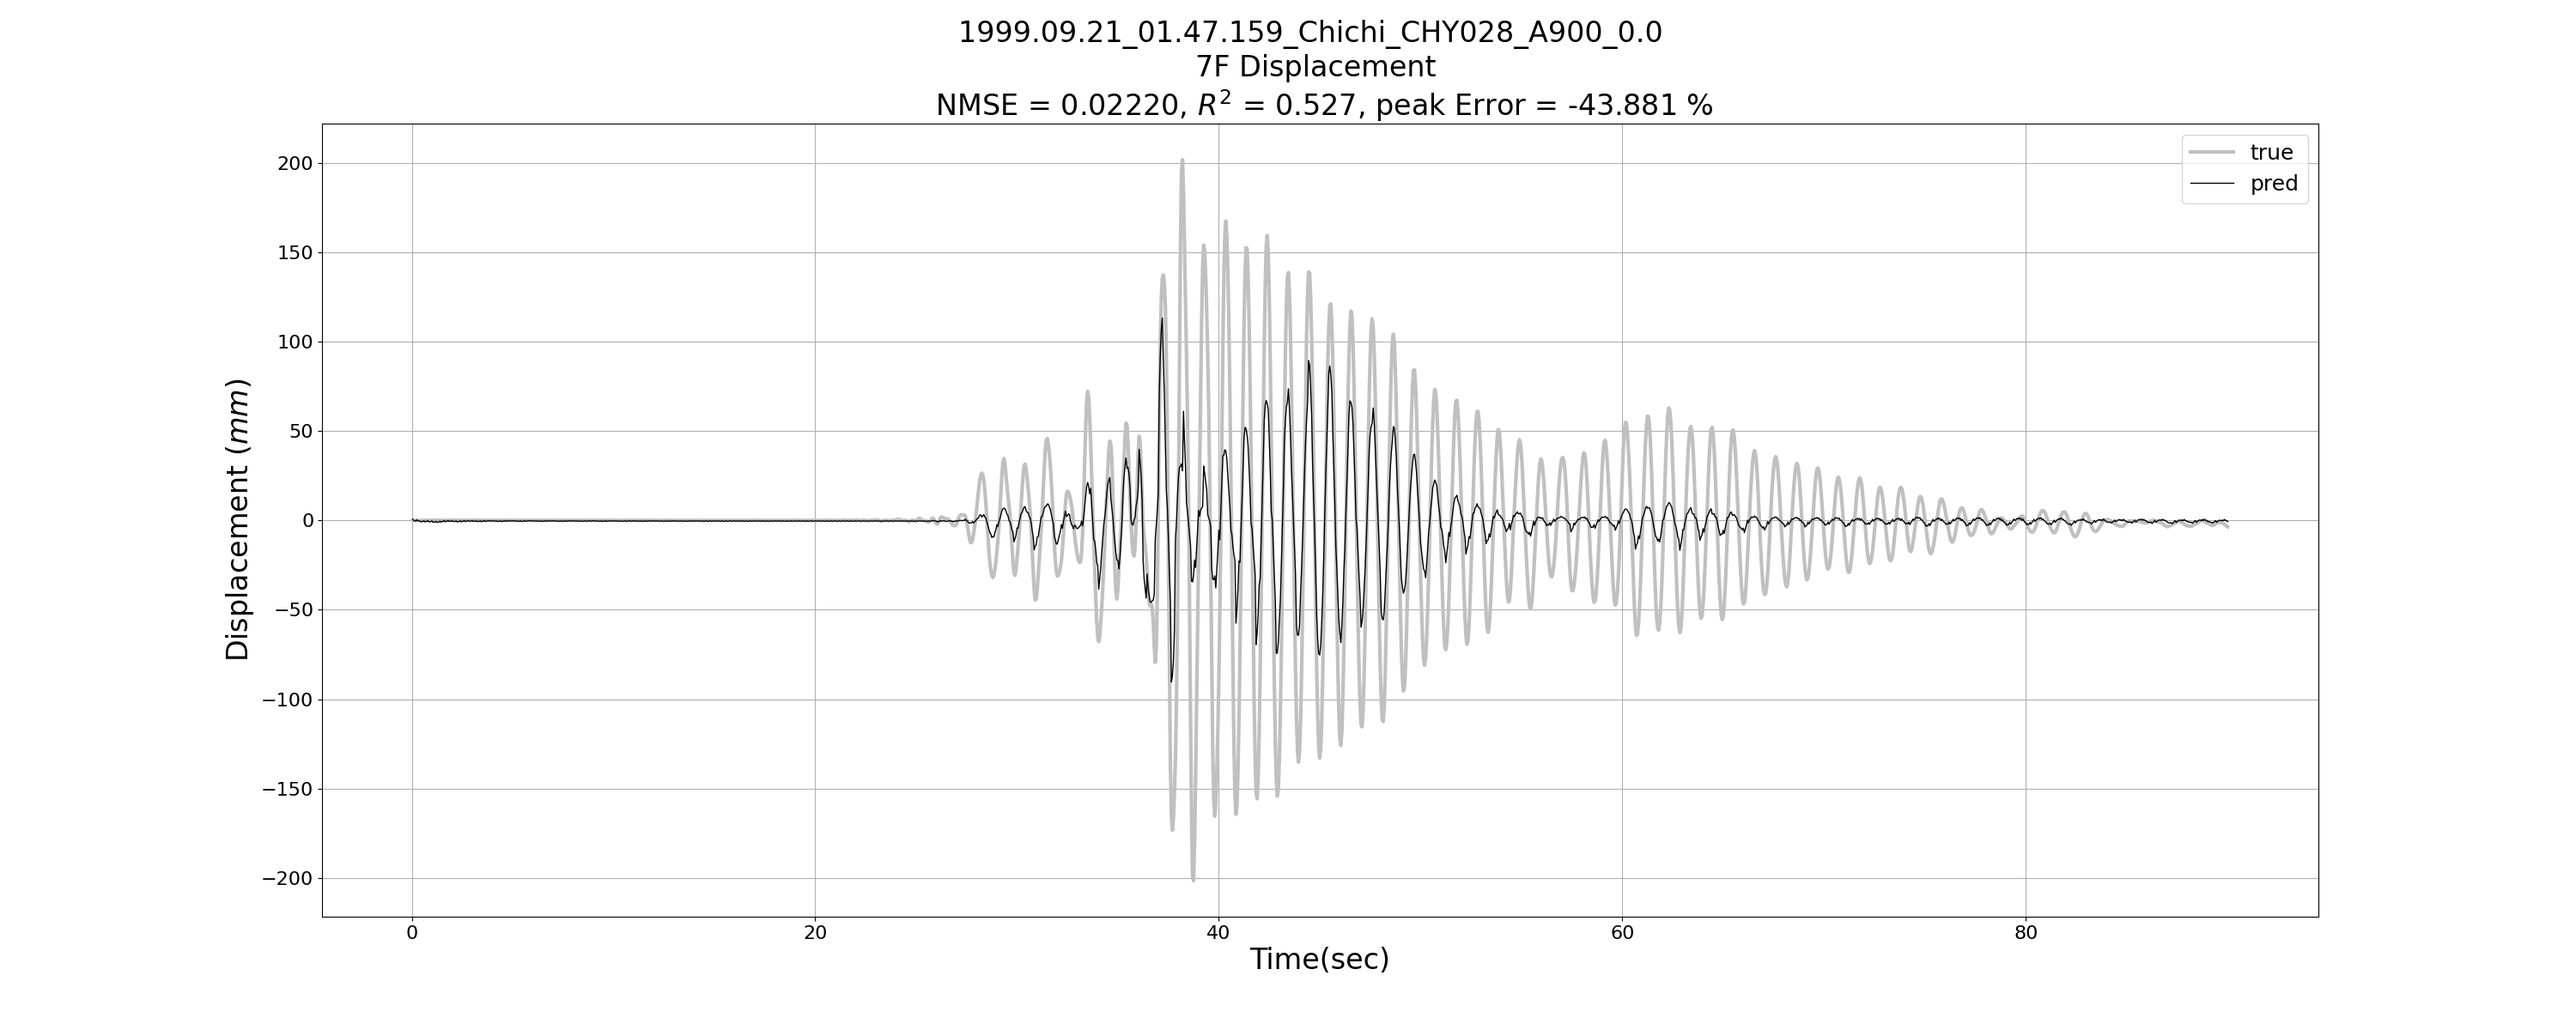 1999.09.21_01.47.159_Chichi_CHY028_A900_0.0
7F Displacement
NMSE = 0.02220, R² = 0.527, peak Error = -43.881 %
true
pred
200
150
100
50
0
−50
−100
−150
−200
Displacement (mm)
0 20 40 60 80
Time(sec)